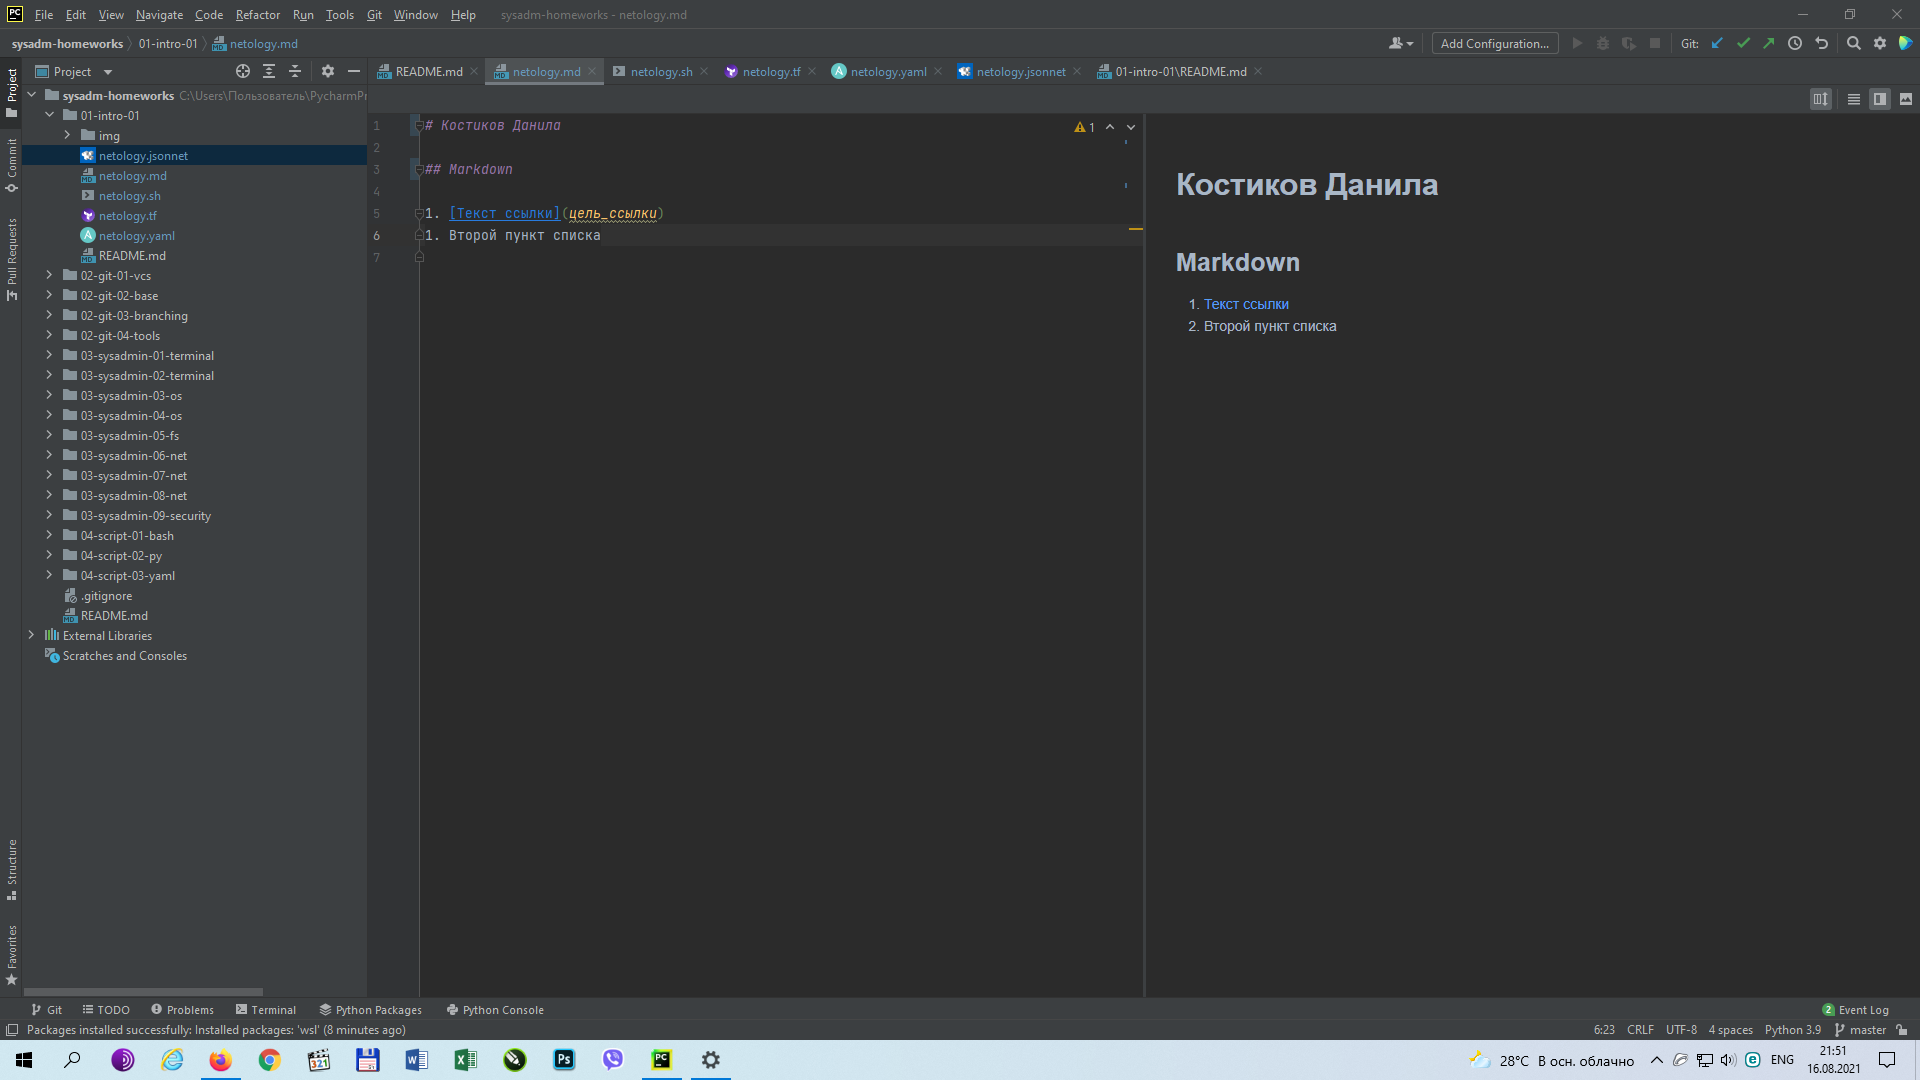 PC File Edit View Navigate Code Refactor Run Tools Git Window Help sysadm-homeworks - netology.md
sysadm-homeworks 01-intro-01 netology.md Add Configuration... Git:
Project README.md netology.md netology.sh netology.tf netology.yaml netology.jsonnet 01-intro-01\README.md
sysadm-homeworks C:\Users\Пользователь\PycharmPr
01-intro-01
img
netology.jsonnet
netology.md
netology.sh
netology.tf
netology.yaml
README.md
02-git-01-vcs
02-git-02-base
02-git-03-branching
02-git-04-tools
03-sysadmin-01-terminal
03-sysadmin-02-terminal
03-sysadmin-03-os
03-sysadmin-04-os
03-sysadmin-05-fs
03-sysadmin-06-net
03-sysadmin-07-net
03-sysadmin-08-net
03-sysadmin-09-security
04-script-01-bash
04-script-02-py
04-script-03-yaml
.gitignore
README.md
External Libraries
Scratches and Consoles
Project
Commit
Pull Requests
Structure
Favorites
1 # Костиков Данила
2
3 ## Markdown
4
5 1. [Текст ссылки](цель_ссылки)
6 1. Второй пункт списка
7
1
Костиков Данила
Markdown
1. Текст ссылки
2. Второй пункт списка
Git TODO Problems Terminal Python Packages Python Console 2 Event Log
Packages installed successfully: Installed packages: 'wsl' (8 minutes ago) 6:23 CRLF UTF-8 4 spaces Python 3.9 master
28°C В осн. облачно ENG 21:51
16.08.2021